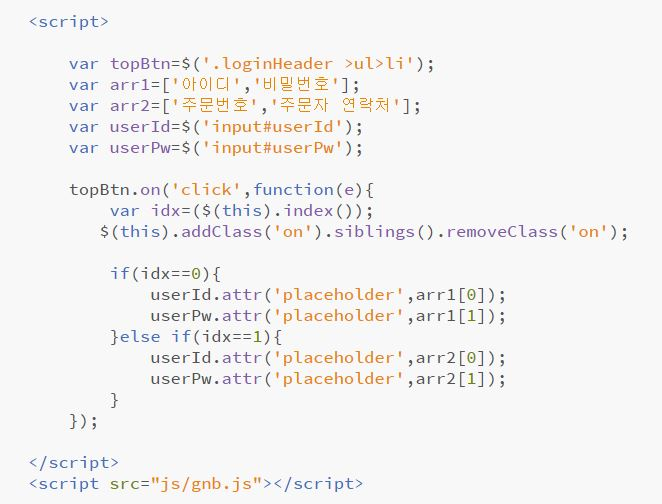 <script>
var topBtn=$('.loginHeader >ul>li');
var arr1=['아이디','비밀번호'];
var arr2=['주문번호','주문자 연락처'];
var userId=$('input#userId');
var userPw=$('input#userPw');
topBtn.on('click',function(e){
var idx=($(this).index());
$(this).addClass('on').siblings().removeClass('on');
if(idx==0){
userId.attr('placeholder',arr1[0]);
userPw.attr('placeholder',arr1[1]);
}else if(idx==1){
userId.attr('placeholder',arr2[0]);
userPw.attr('placeholder',arr2[1]);
}
});
</script>
<script src="js/gnb.js"></script>